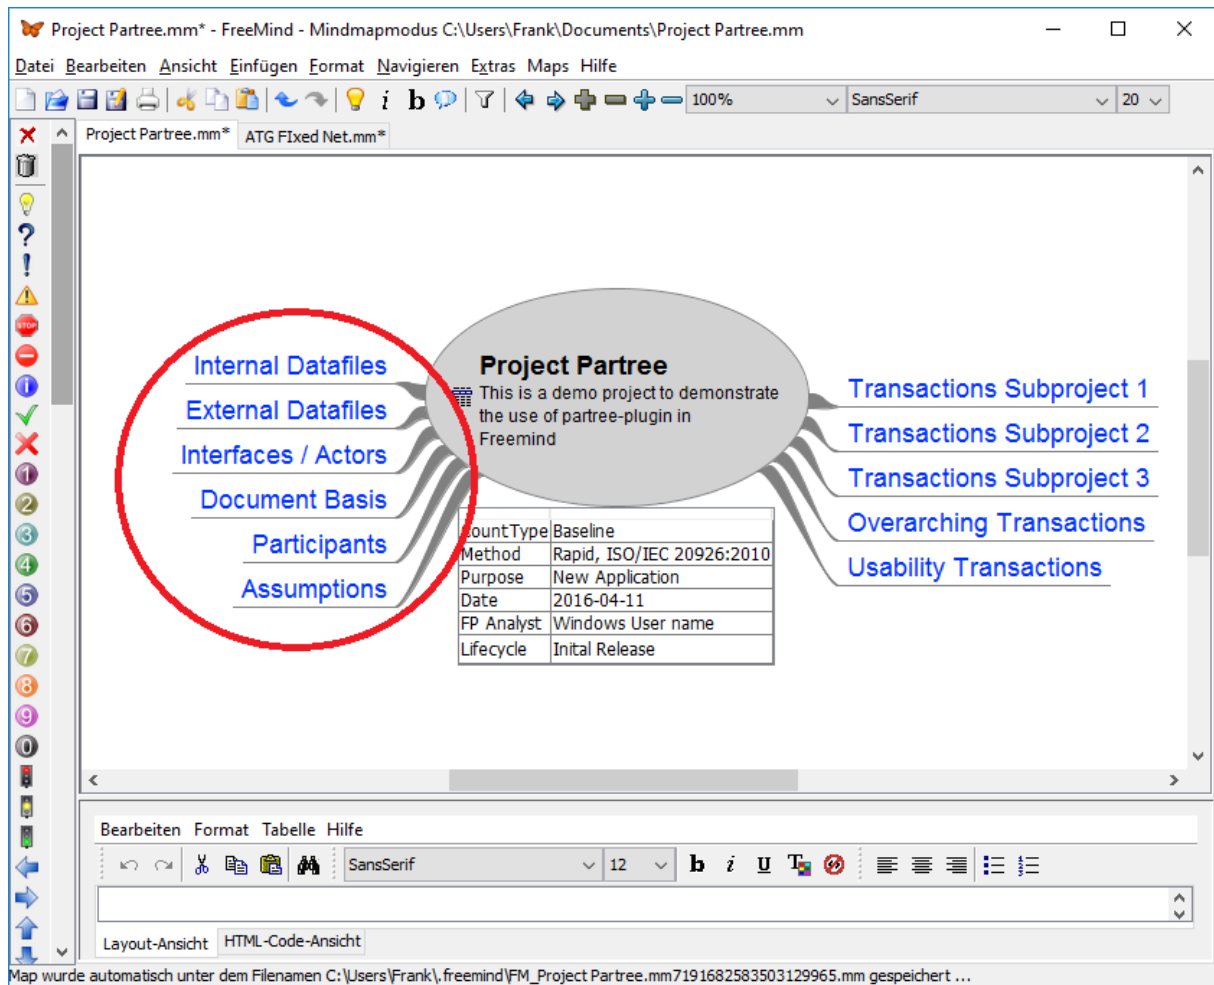 Project Partree.mm* - FreeMind - Mindmapmodus C:\Users\Frank\Documents\Project Partree.mm
Datei Bearbeiten Ansicht Einfügen Format Navigieren Extras Maps Hilfe
100% SansSerif 20
Project Partree.mm* ATG FIxed Net.mm*
Internal Datafiles
External Datafiles
Interfaces / Actors
Document Basis
Participants
Assumptions
Project Partree
This is a demo project to demonstrate
the use of partree-plugin in
Freemind
CountType Baseline
Method Rapid, ISO/IEC 20926:2010
Purpose New Application
Date 2016-04-11
FP Analyst Windows User name
Lifecycle Inital Release
Transactions Subproject 1
Transactions Subproject 2
Transactions Subproject 3
Overarching Transactions
Usability Transactions
Bearbeiten Format Tabelle Hilfe
SansSerif 12 b i U
Layout-Ansicht HTML-Code-Ansicht
Map wurde automatisch unter dem Filenamen C:\Users\Frank\.freemind\FM_Project Partree.mm7191682583503129965.mm gespeichert ...